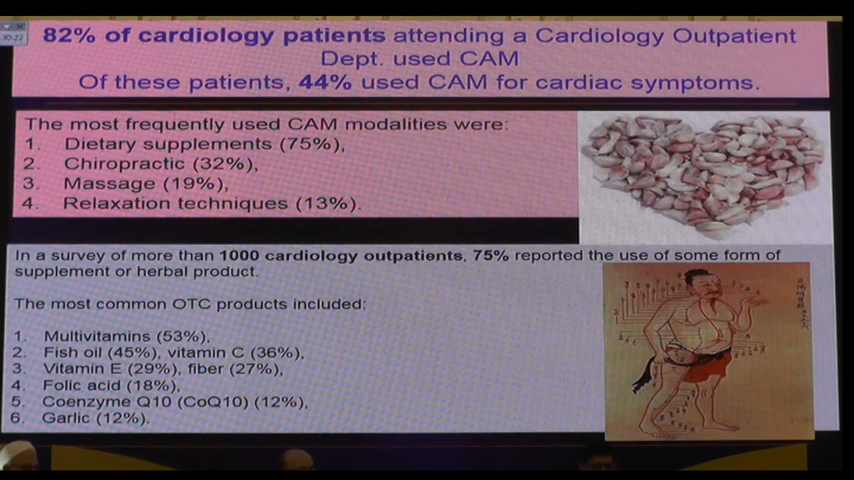 30:22
82% of cardiology patients attending a Cardiology Outpatient
Dept. used CAM
Of these patients, 44% used CAM for cardiac symptoms.
The most frequently used CAM modalities were:
1. Dietary supplements (75%),
2. Chiropractic (32%),
3. Massage (19%),
4. Relaxation techniques (13%).
In a survey of more than 1000 cardiology outpatients, 75% reported the use of some form of
supplement or herbal product.
The most common OTC products included:
1. Multivitamins (53%),
2. Fish oil (45%), vitamin C (36%),
3. Vitamin E (29%), fiber (27%),
4. Folic acid (18%),
5. Coenzyme Q10 (CoQ10) (12%),
6. Garlic (12%).